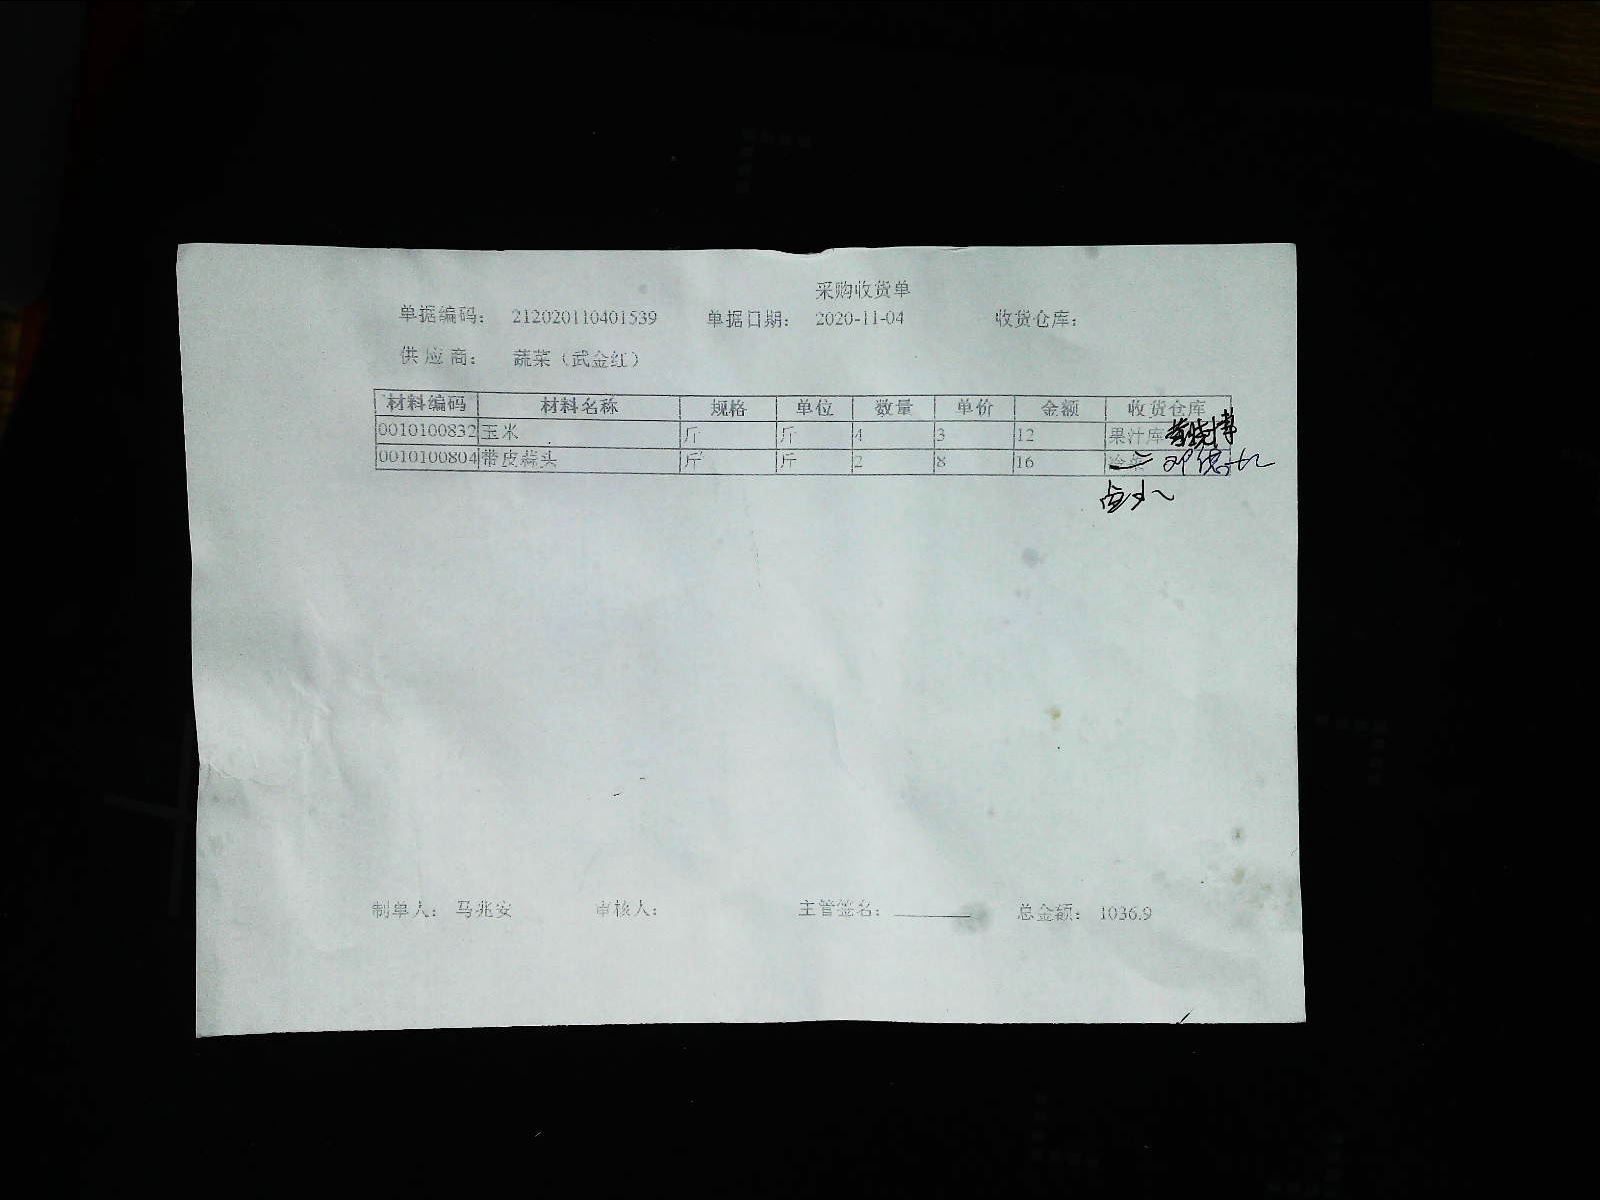 采购收货单
单据编码： 212020110401539 单据日期： 2020-11-04 收货仓库：
供应商： 蔬菜（武金红）
材料编码 材料名称 规格 单位 数量 单价 金额 收货仓库
0010100832 玉米 斤 斤 4 3 12 果汁库
0010100804 带皮蒜头 斤 斤 2 8 16
制单人： 马兆安 审核人： 主管签名： 总金额： 1036.9